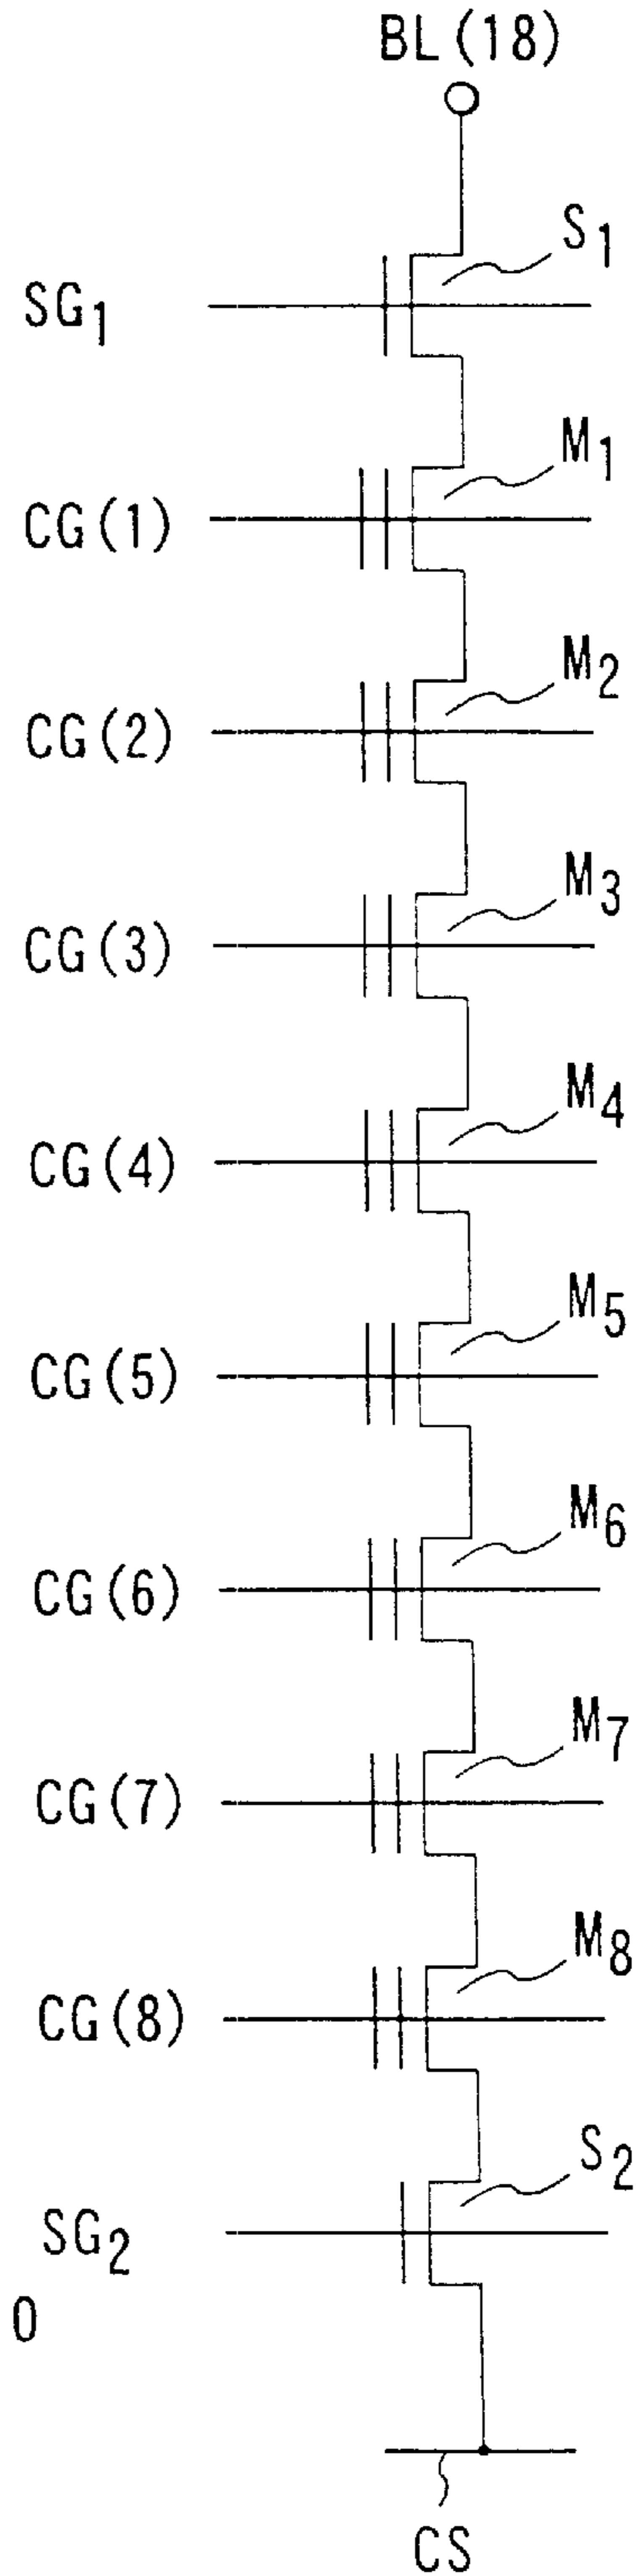 BL(18)
S1
SG1
M1
CG(1)
M2
CG(2)
M3
CG(3)
M4
CG(4)
M5
CG(5)
M6
CG(6)
M7
CG(7)
M8
CG(8)
S2
SG2
0
CS